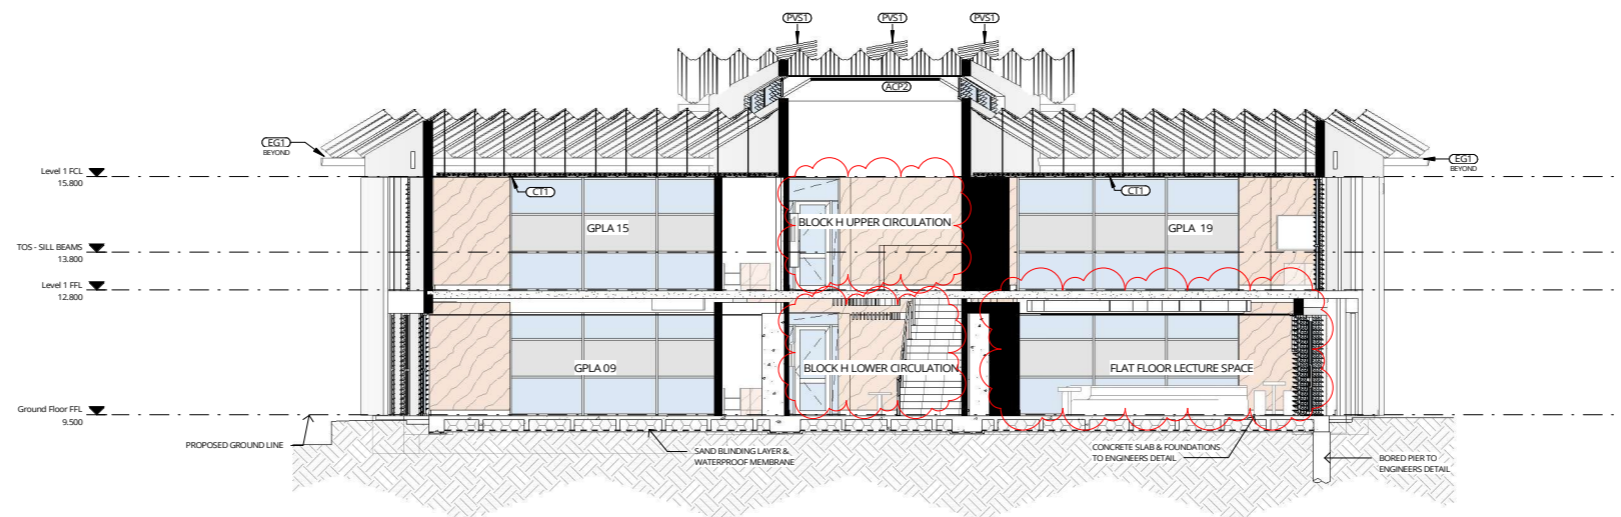 PVS1
PVS1
PVS1
ACP2
EG1
BEYOND
EG1
BEYOND
Level 1 FCL
15.800
CT1
CT1
GPLA 15
BLOCK H UPPER CIRCULATION
GPLA 19
TOS - SILL BEAMS
13.800
Level 1 FFL
12.800
GPLA 09
BLOCK H LOWER CIRCULATION
FLAT FLOOR LECTURE SPACE
Ground Floor FFL
9.500
PROPOSED GROUND LINE
SAND BLINDING LAYER &
WATERPROOF MEMBRANE
CONCRETE SLAB & FOUNDATIONS
TO ENGINEERS DETAIL
BORED PIER TO
ENGINEERS DETAIL